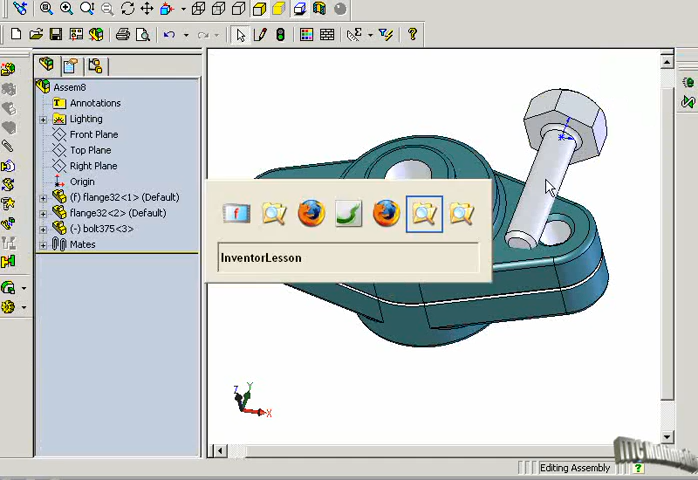 Assem8
Annotations
Lighting
Front Plane
Top Plane
Right Plane
Origin
(f) flange32<1> (Default)
flange32<2> (Default)
(-) bolt375<3>
Mates
InventorLesson
Z
Y
X
Editing Assembly